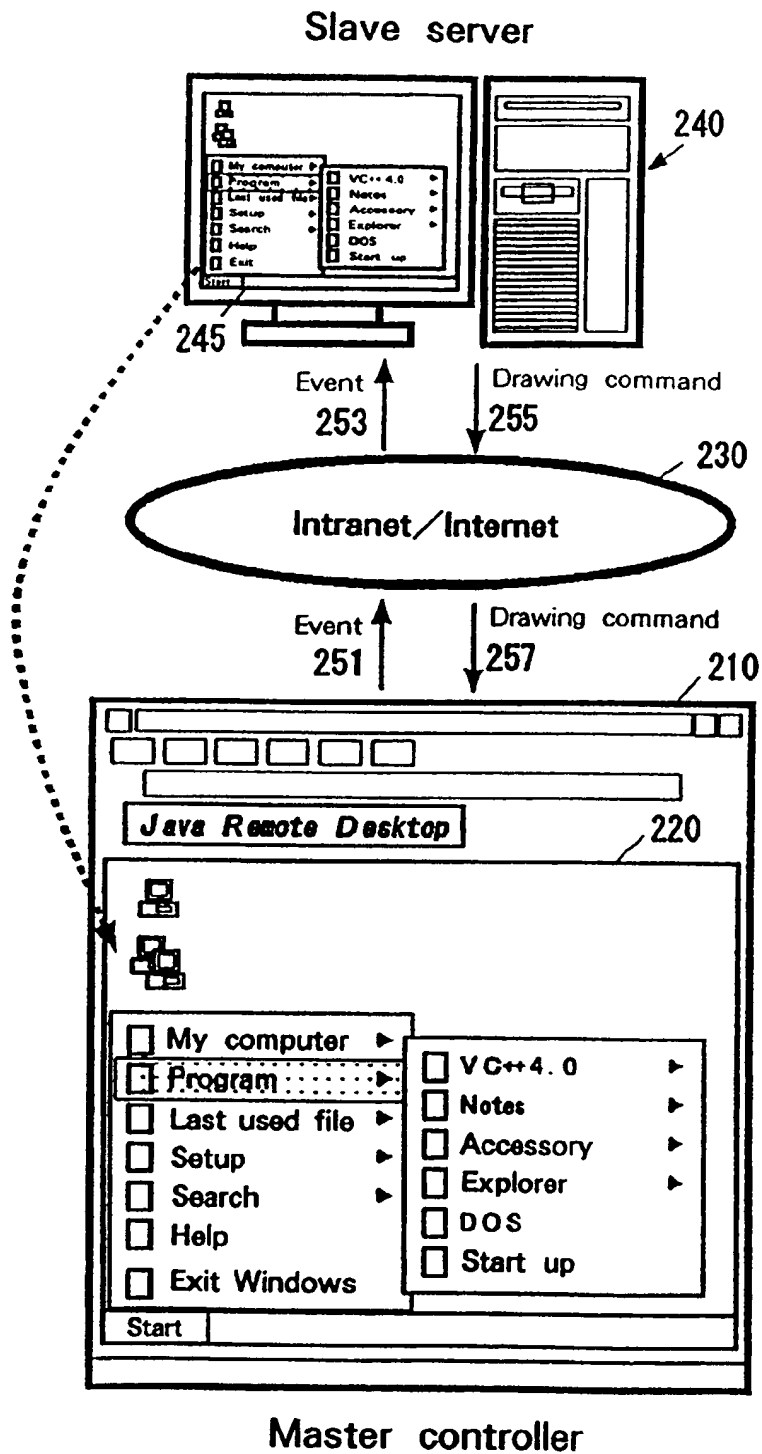 Slave server
240
My computer
Program
Last used file
Setup
Search
Help
Exit
Start
VC++ 4.0
Notes
Accessory
Explorer
DOS
Start up
245
Event
253
Drawing command
255
230
Intranet/Internet
Event
251
Drawing command
257
210
Java Remote Desktop
220
My computer
Program
Last used file
Setup
Search
Help
Exit Windows
VC++4.0
Notes
Accessory
Explorer
DOS
Start up
Start
Master controller